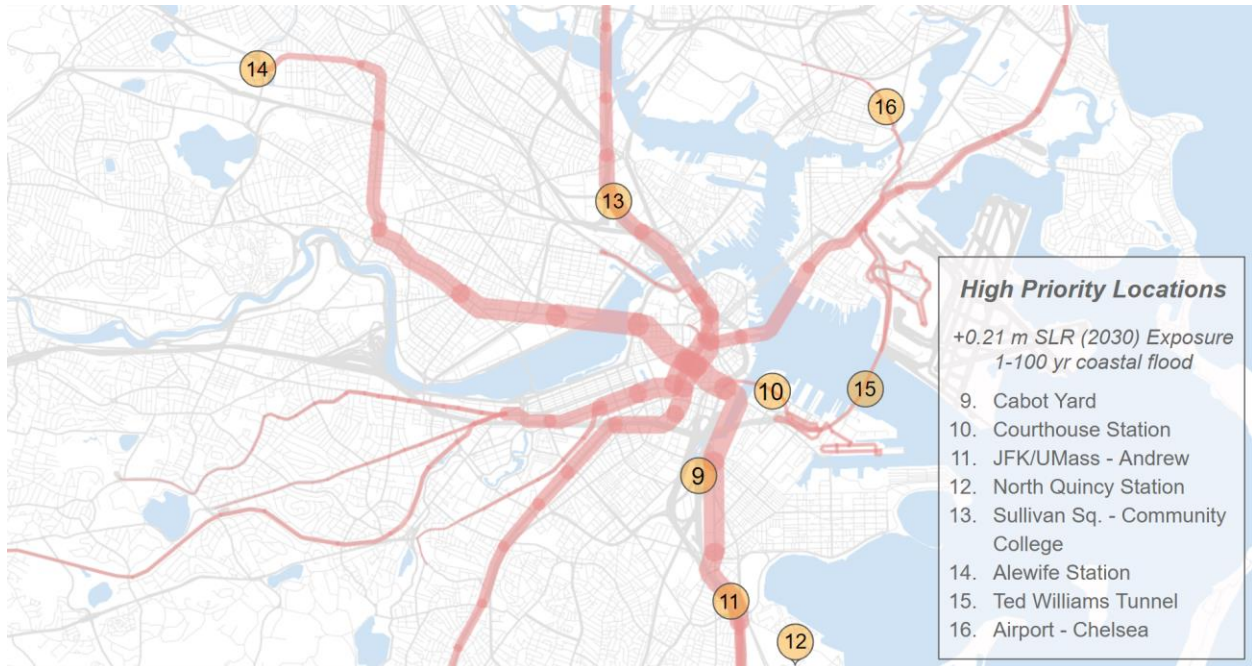 14
16
13
10
15
9
11
12
High Priority Locations
+0.21 m SLR (2030) Exposure
1-100 yr coastal flood
9. Cabot Yard
10. Courthouse Station
11. JFK/UMass - Andrew
12. North Quincy Station
13. Sullivan Sq. - Community
College
14. Alewife Station
15. Ted Williams Tunnel
16. Airport - Chelsea